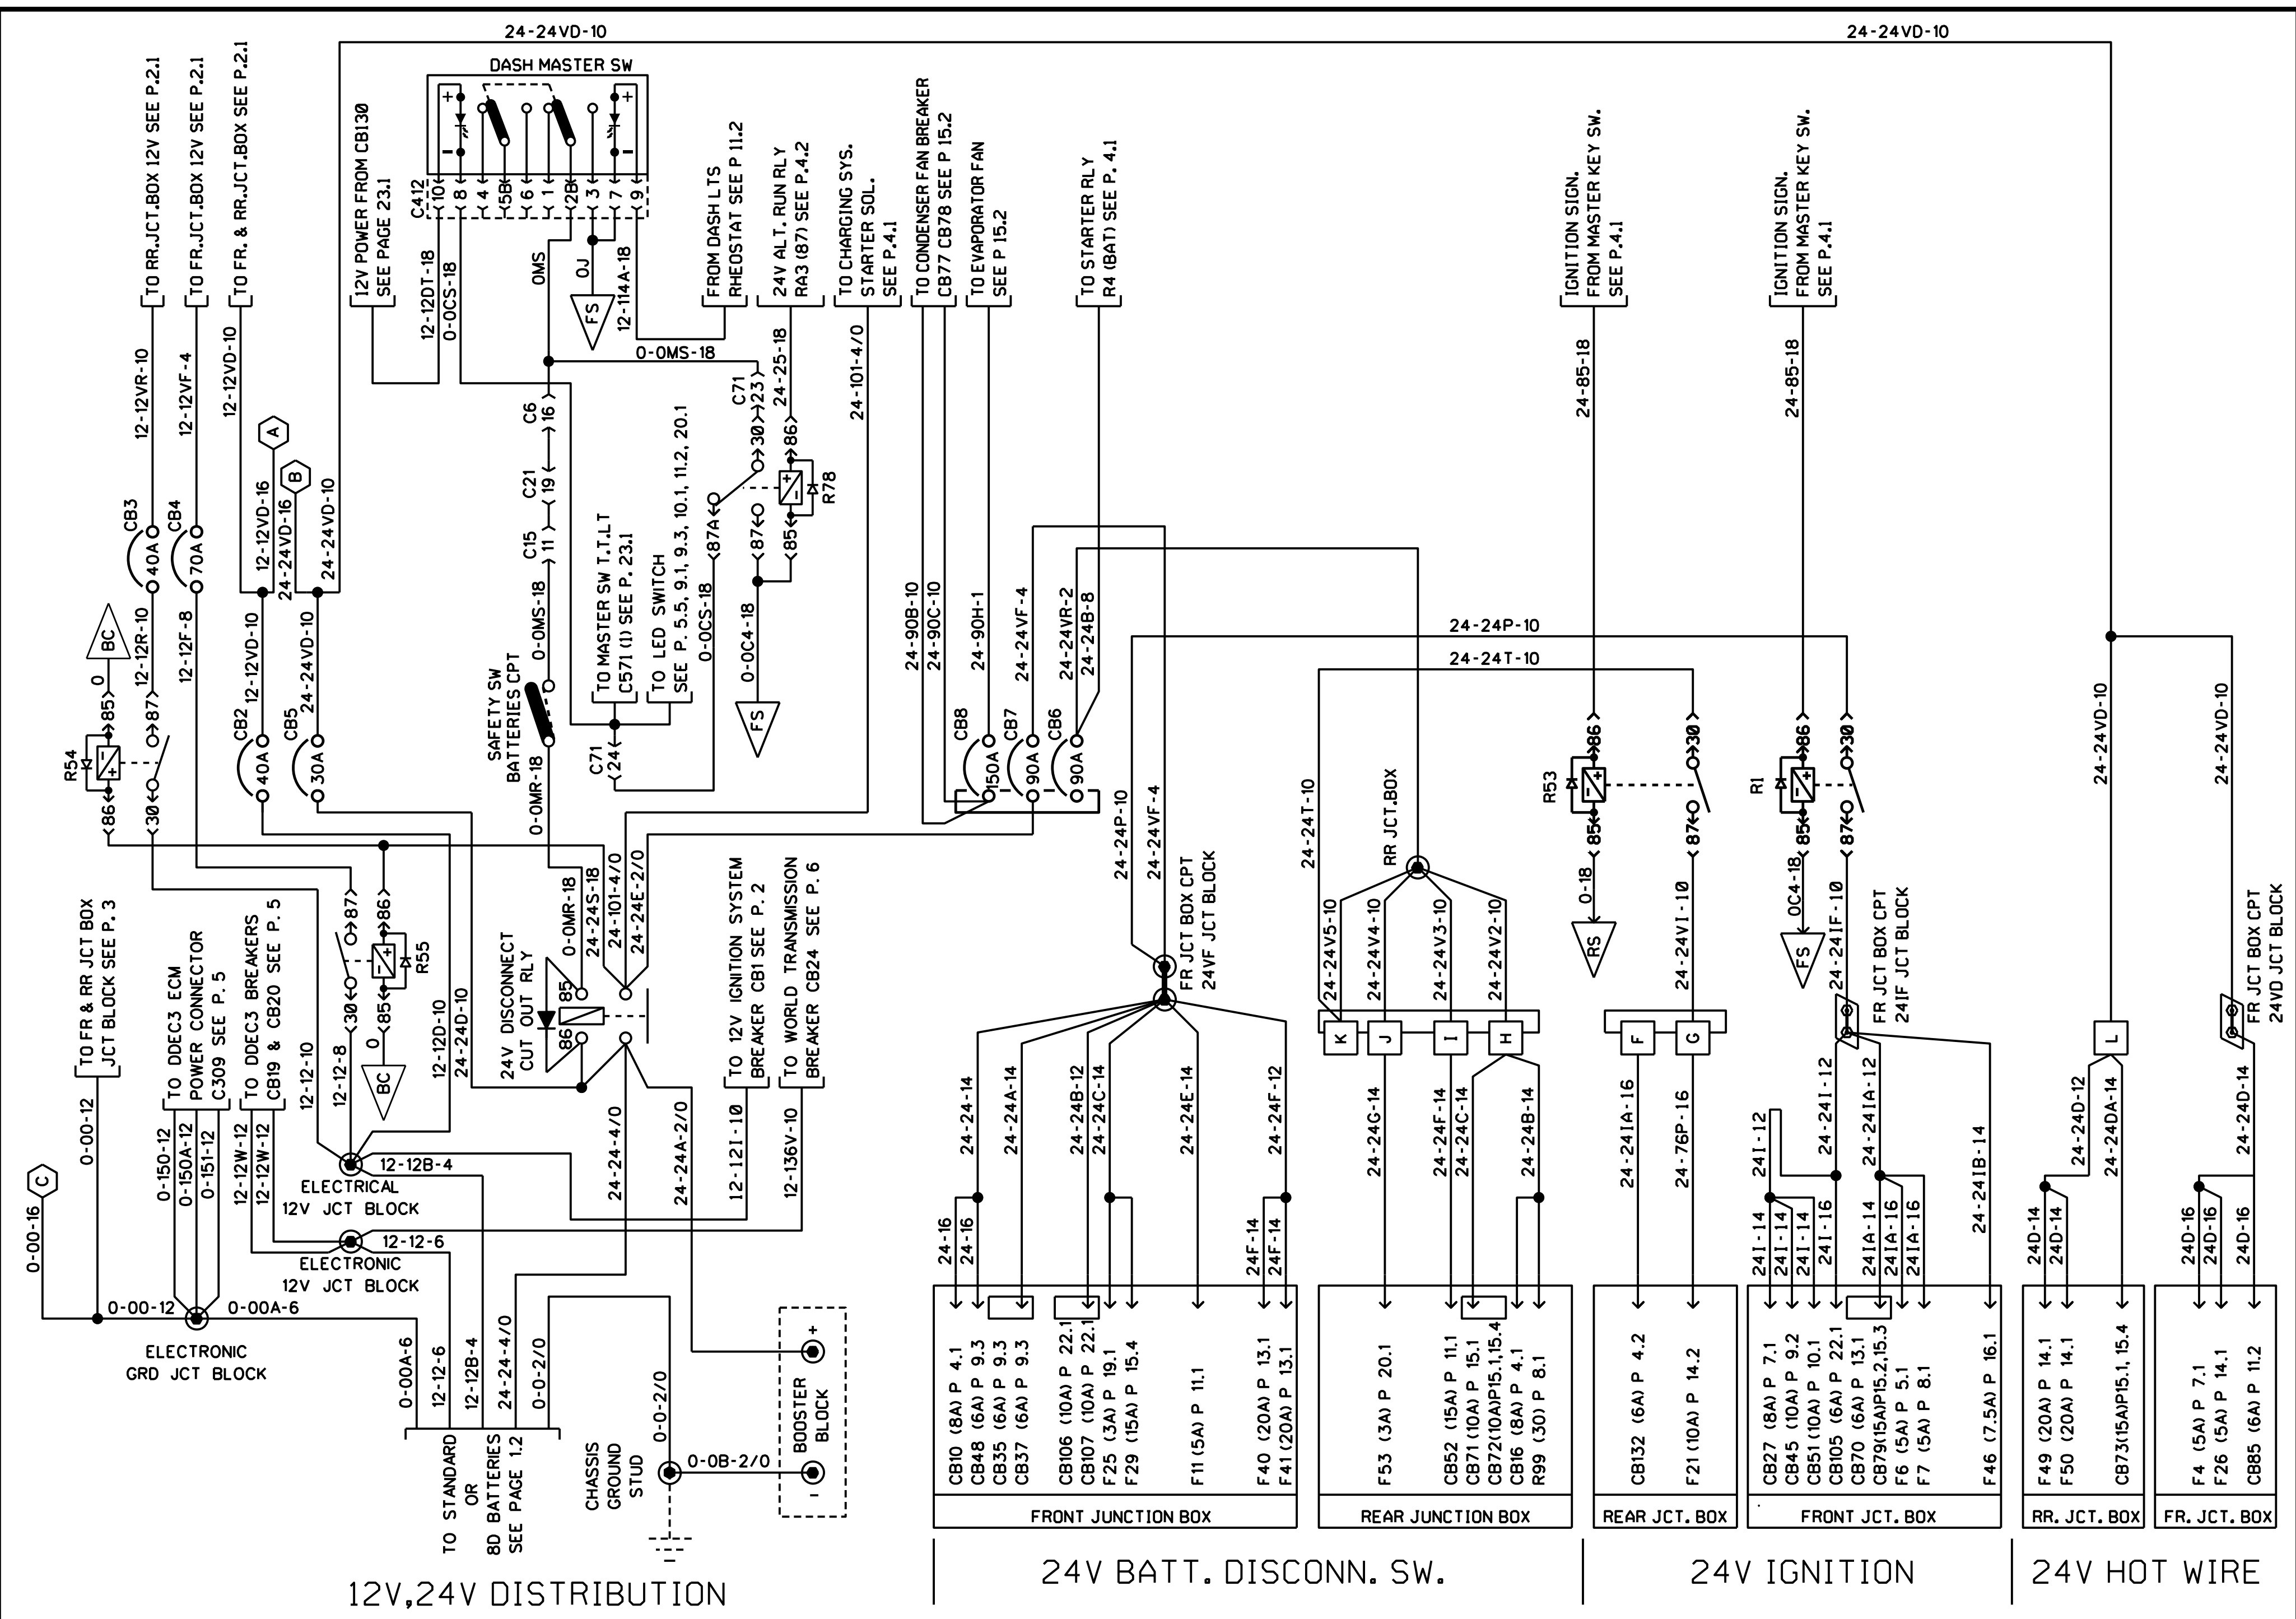 24-24VD-10
24-24VD-10
TO RR.JCT.BOX 12V SEE P.2.1
TO FR.JCT.BOX 12V SEE P.2.1
TO FR. & RR.JCT.BOX SEE P.2.1
12V POWER FROM CB130
SEE PAGE 23.1
DASH MASTER SW
+
-
+
-
C412
10
8
4
5B
6
1
2B
3
7
9
12-12DT-18
0-0CS-18
0MS
0J
FS
12-114A-18
FROM DASH LTS
RHEOSTAT SEE P 11.2
24V ALT. RUN RLY
RA3 (87) SEE P.4.2
TO CHARGING SYS.
STARTER SOL.
SEE P.4.1
TO CONDENSER FAN BREAKER
CB77 CB78 SEE P 15.2
TO EVAPORATOR FAN
SEE P 15.2
TO STARTER RLY
R4 (BAT) SEE P. 4.1
IGNITION SIGN.
FROM MASTER KEY SW.
SEE P.4.1
IGNITION SIGN.
FROM MASTER KEY SW.
SEE P.4.1
12-12VR-10
12-12VF-4
12-12VD-10
A
B
12-12VD-16
24-24VD-16
24-24VD-10
CB3
40A
CB4
70A
0-0MS-18
C6
16
C21
19
C15
11
C71
23
24-25-18
24-101-4/0
30
86
87A
87
85
R78
24-85-18
24-85-18
BC
0
12-12R-10
12-12F-8
12-12VD-10
24-24VD-10
0-0MS-18
SAFETY SW
BATTERIES CPT
TO MASTER SW T.T.LT
C571 (1) SEE P. 23.1
TO LED SWITCH
SEE P. 5.5, 9.1, 9.3, 10.1, 11.2, 20.1
0-0CS-18
0-0C4-18
FS
24-90B-10
24-90C-10
24-90H-1
24-24VF-4
24-24VR-2
24-24B-8
24-24P-10
24-24T-10
R54
85
87
86
30
CB2
40A
CB5
30A
C71
24
0-0MR-18
CB8
150A
CB7
90A
CB6
90A
24-24P-10
24-24VF-4
24-24T-10
RR JCT.BOX
R53
86
30
85
87
R1
86
30
85
87
24-24VD-10
24-24VD-10
TO FR & RR JCT BOX
JCT BLOCK SEE P. 3
TO DDEC3 ECM
POWER CONNECTOR
C309 SEE P. 5
TO DDEC3 BREAKERS
CB19 & CB20 SEE P. 5
87
86
30
85
R55
0
BC
12-12-10
12-12-8
12-12D-10
24-24D-10
24V DISCONNECT
CUT OUT RLY
85
86
0-0MR-18
24-24S-18
24-101-4/0
24-24E-2/0
TO 12V IGNITION SYSTEM
BREAKER CB1 SEE P. 2
TO WORLD TRANSMISSION
BREAKER CB24 SEE P. 6
FR JCT BOX CPT
24VF JCT BLOCK
24-24V5-10
24-24V4-10
24-24V3-10
24-24V2-10
K
J
I
H
0-18
RS
24-24VI-10
F
G
0C4-18
FS
24-24IF-10
FR JCT BOX CPT
24IF JCT BLOCK
L
FR JCT BOX CPT
24VD JCT BLOCK
C
0-00-16
0-00-12
0-150-12
0-150A-12
0-151-12
12-12W-12
12-12W-12
12-12B-4
ELECTRICAL
12V JCT BLOCK
12-12-6
ELECTRONIC
12V JCT BLOCK
0-00-12
0-00A-6
ELECTRONIC
GRD JCT BLOCK
24-24-4/0
24-24A-2/0
12-12I-10
12-136V-10
24-24-14
24-24A-14
24-24B-12
24-24C-14
24-24E-14
24-24F-12
24-24G-14
24-24F-14
24-24C-14
24-24B-14
24-24IA-16
24-76P-16
24I-12
24-24I-12
24-24IA-12
24-24IB-14
24-24D-12
24-24DA-14
24-24D-14
24-16
24-16
24F-14
24F-14
24I-14
24I-14
24I-14
24I-16
24IA-14
24IA-16
24IA-16
24D-14
24D-14
24D-16
24D-16
24D-16
0-00A-6
12-12-6
12-12B-4
24-24-4/0
0-0-2/0
0-0-2/0
TO STANDARD
OR
8D BATTERIES
SEE PAGE 1.2
CHASSIS
GROUND
STUD
0-0B-2/0
+
BOOSTER
BLOCK
-
CB10 (8A) P 4.1
CB48 (6A) P 9.3
CB35 (6A) P 9.3
CB37 (6A) P 9.3
CB106 (10A) P 22.1
CB107 (10A) P 22.1
F25 (3A) P 19.1
F29 (15A) P 15.4
F11 (5A) P 11.1
F40 (20A) P 13.1
F41 (20A) P 13.1
FRONT JUNCTION BOX
F53 (3A) P 20.1
CB52 (15A) P 11.1
CB71 (10A) P 15.1
CB72(10A)P15.1,15.4
CB16 (8A) P 4.1
R99 (30) P 8.1
REAR JUNCTION BOX
CB132 (6A) P 4.2
F21 (10A) P 14.2
REAR JCT. BOX
CB27 (8A) P 7.1
CB45 (10A) P 9.2
CB51 (10A) P 10.1
CB105 (6A) P 22.1
CB70 (6A) P 13.1
CB79(15A)P15.2,15.3
F6 (5A) P 5.1
F7 (5A) P 8.1
F46 (7.5A) P 16.1
FRONT JCT. BOX
F49 (20A) P 14.1
F50 (20A) P 14.1
CB73(15A)P15.1, 15.4
RR. JCT. BOX
F4 (5A) P 7.1
F26 (5A) P 14.1
CB85 (6A) P 11.2
FR. JCT. BOX
12V,24V DISTRIBUTION
24V BATT. DISCONN. SW.
24V IGNITION
24V HOT WIRE